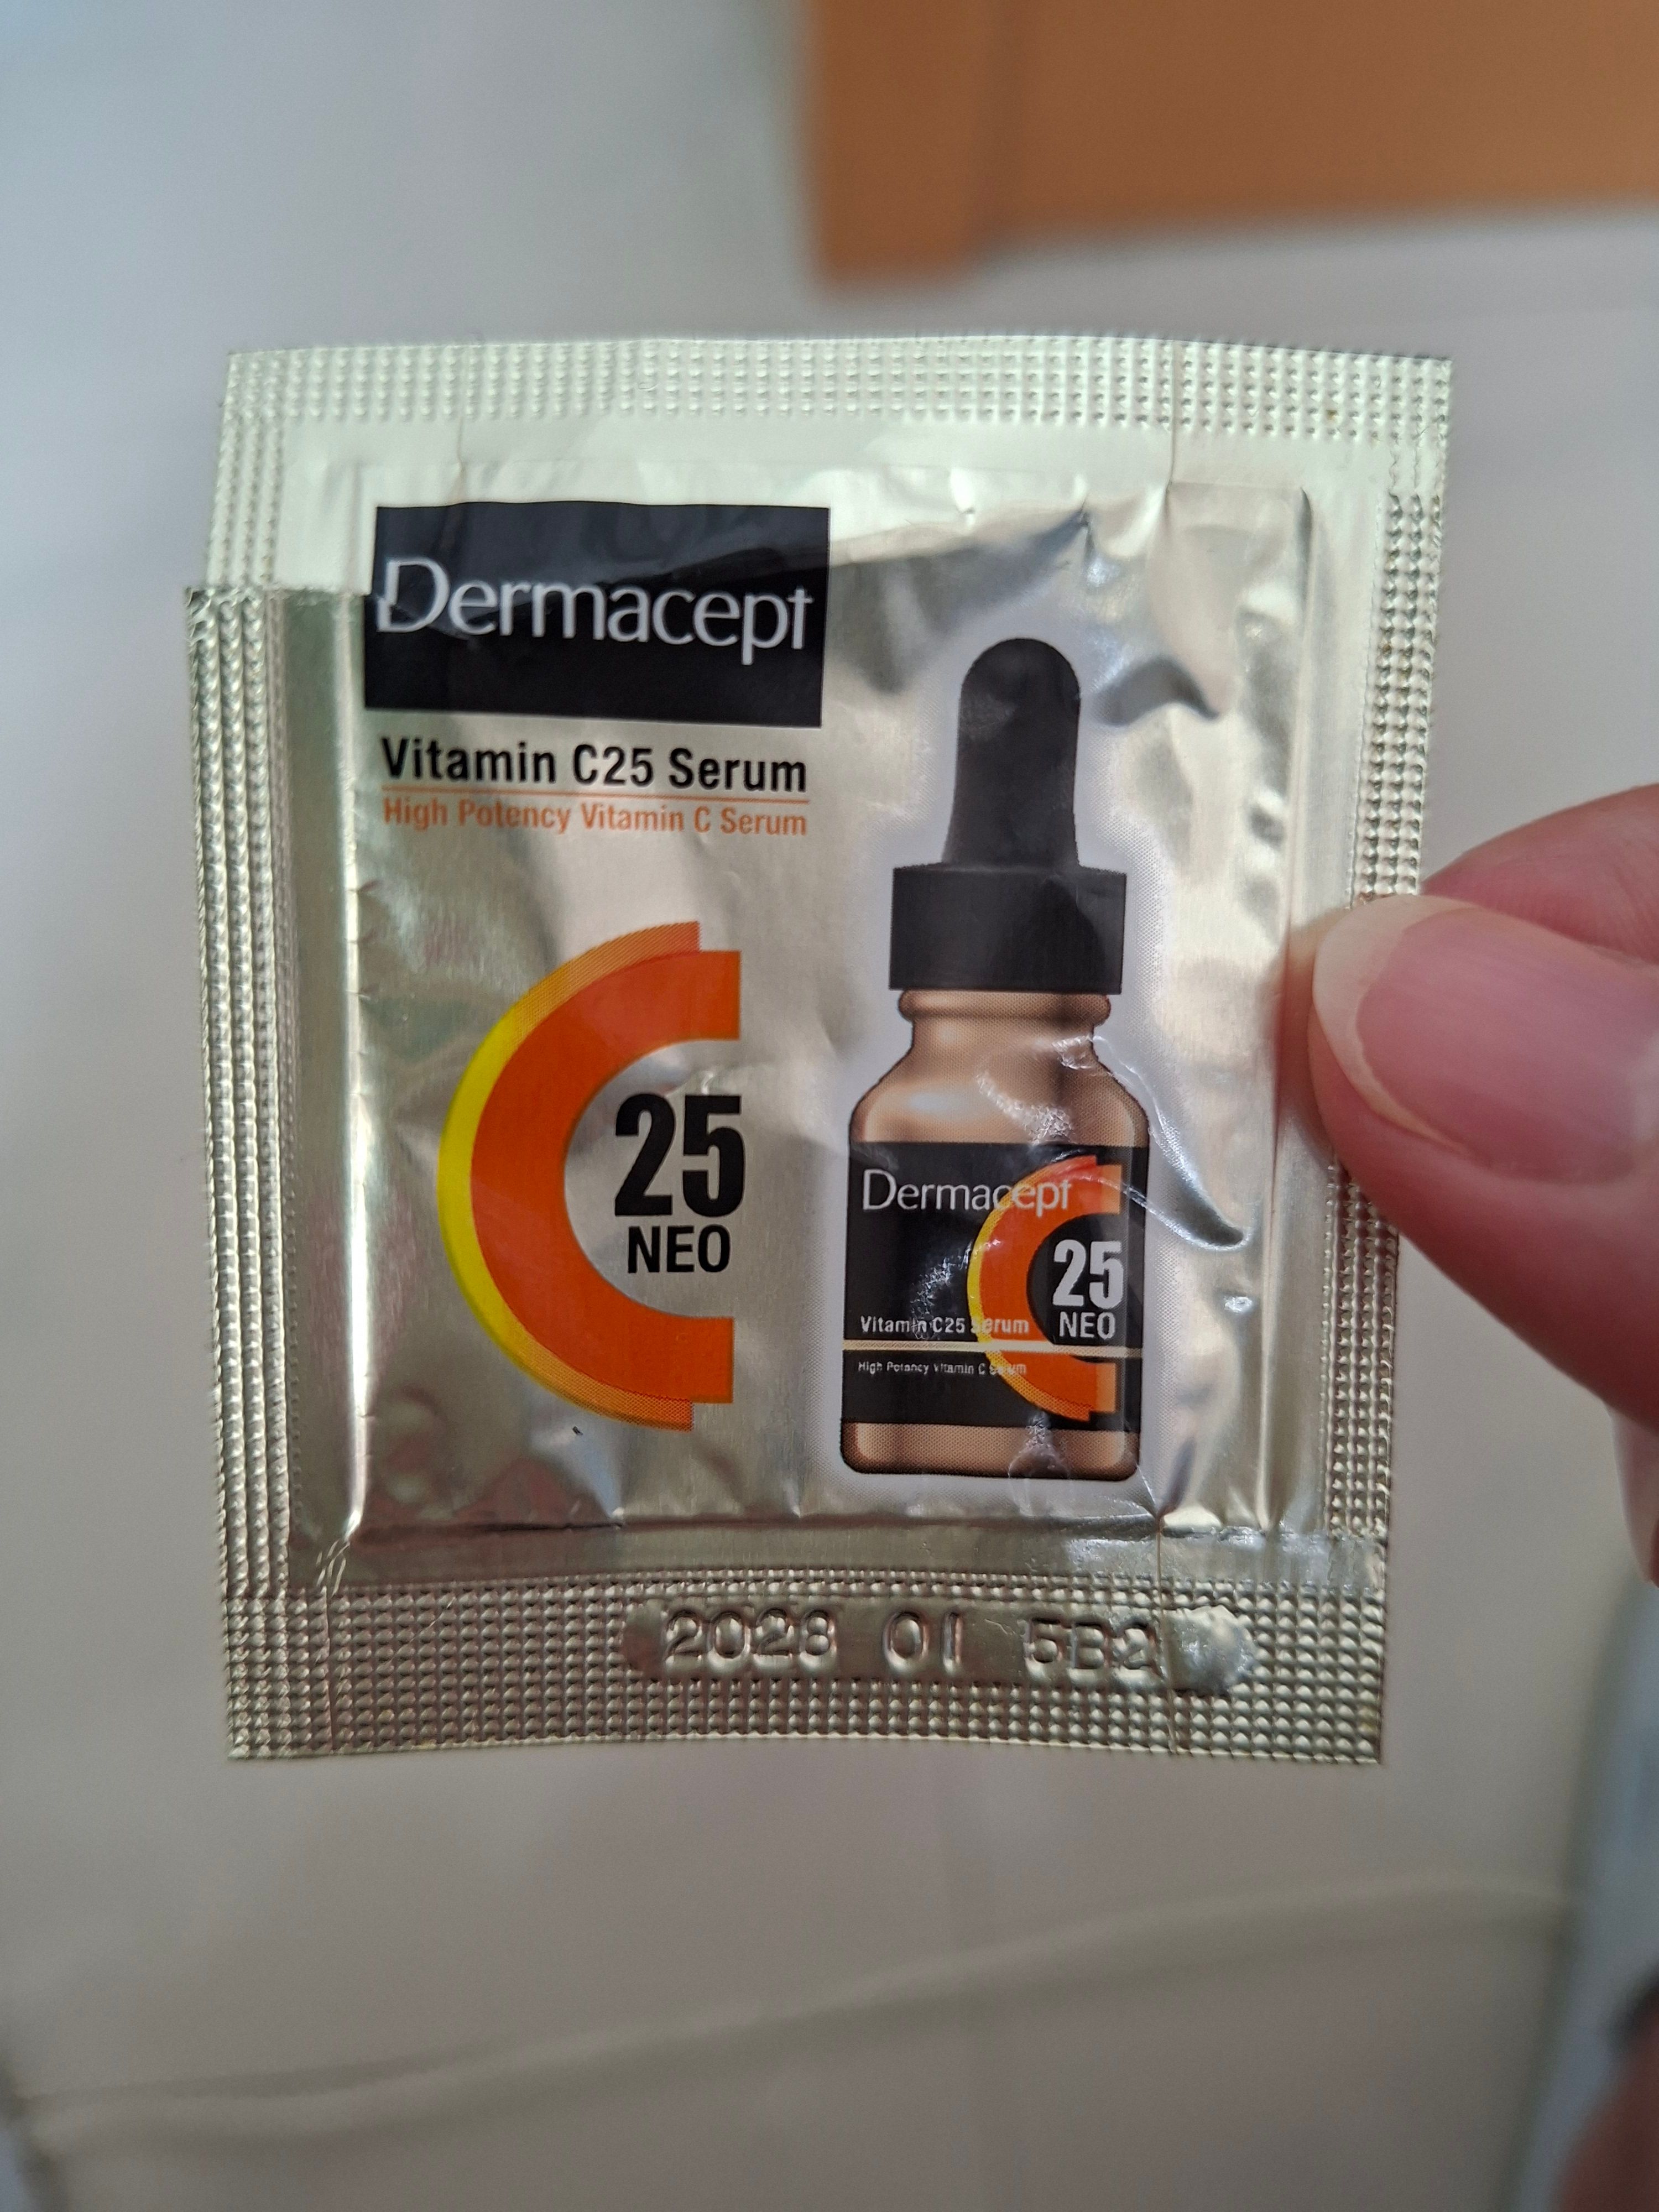 Dermacept
Vitamin C25 Serum
High Potency Vitamin C Serum
25
NEO
Dermacept
25
NEO
Vitamin C25 Serum
High Potency Vitamin C Serum
2028 01 5B2